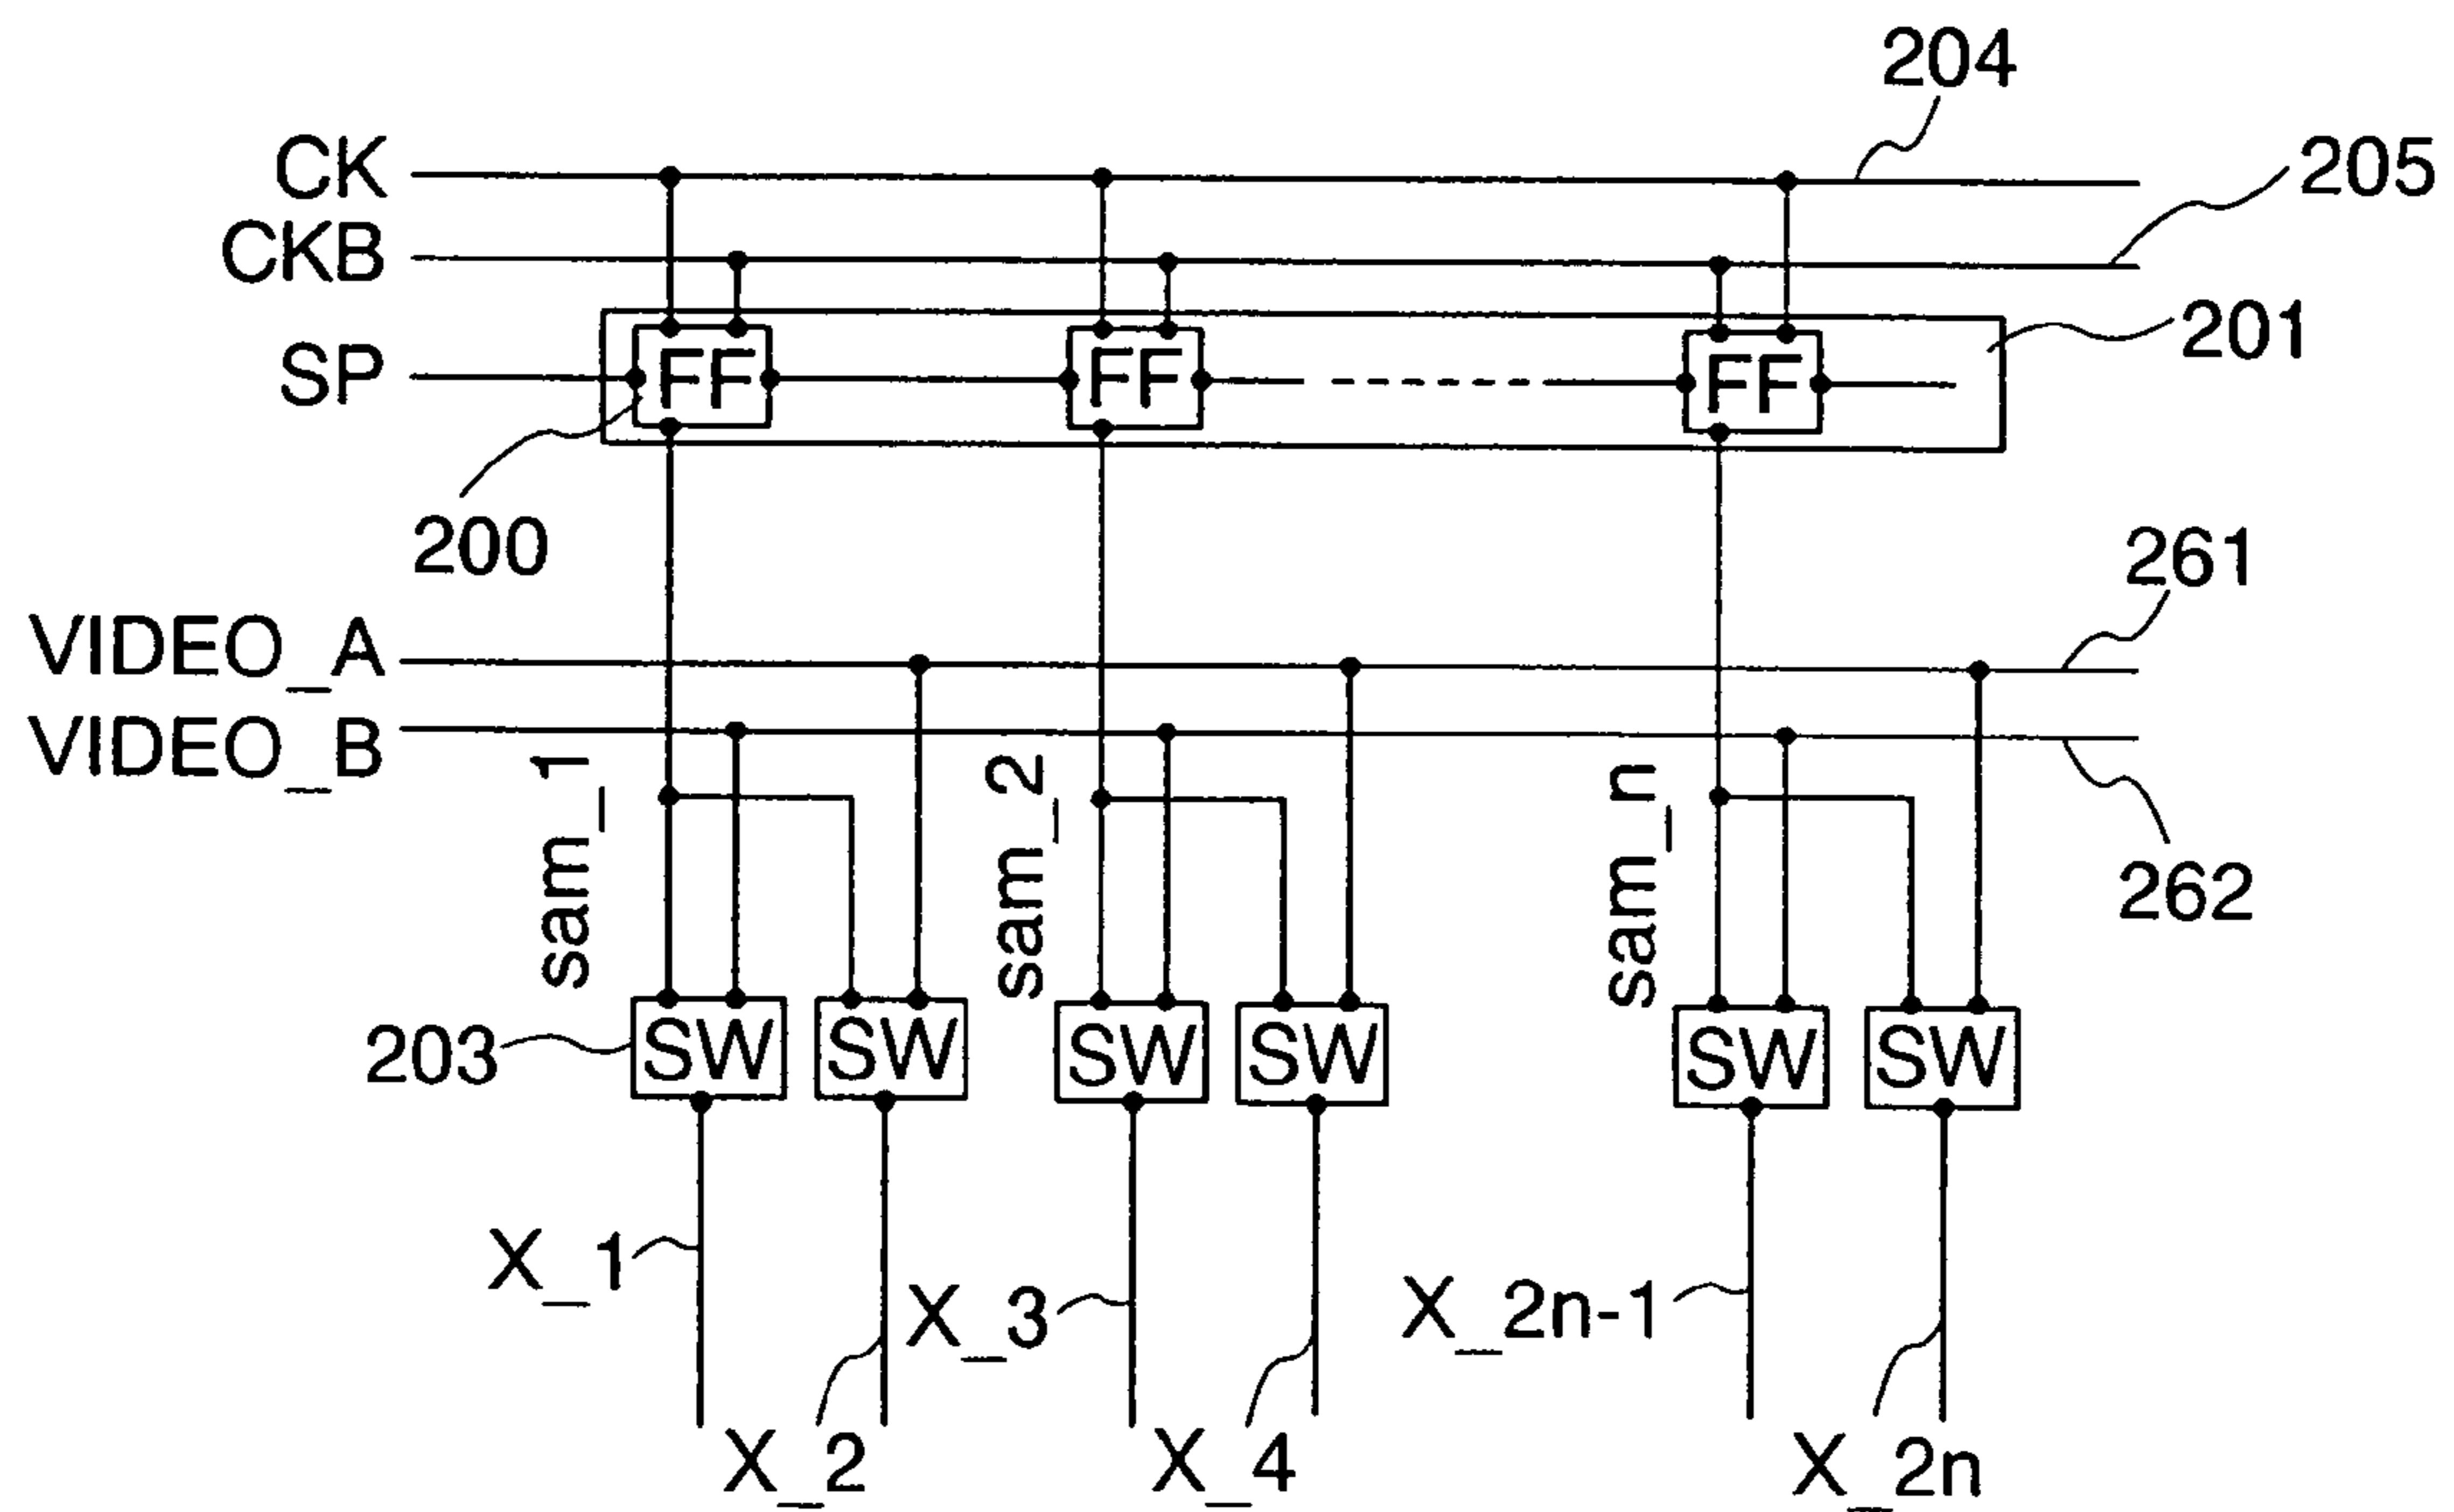 204
CK
205
CKB
201
SP
FF
FF
FF
200
261
VIDEO_A
VIDEO_B
sam_1
sam_2
sam_n
262
203
SW
SW
SW
SW
SW
SW
X_1
X_3
X_2n-1
X_2
X_4
X_2n